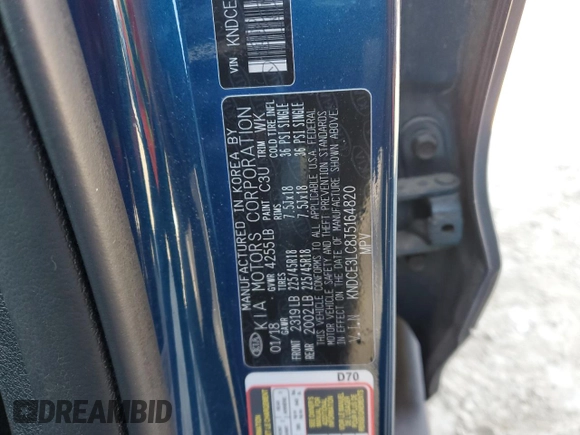 VIN KNDCE
MANUFACTURED IN KOREA BY
KIA MOTORS CORPORATION
01/18 GVWR 4255LB PAINT C3U TRIM WK
GAWR TIRES RIMS COLD TIRE INFL
FRONT 2319LB 225/45R18 7.5Jx18 36 PSI SINGLE
REAR 2002LB 225/45R18 7.5Jx18 36 PSI SINGLE
THIS VEHICLE CONFORMS TO ALL APPLICABLE U.S.A. FEDERAL
MOTOR VEHICLE SAFETY AND THEFT PREVENTION STANDARDS
IN EFFECT ON THE DATE OF MANUFACTURE SHOWN ABOVE.
V.I.N KNDCE3LC8J5164820
MPV
KIA
D70
DREAMBID